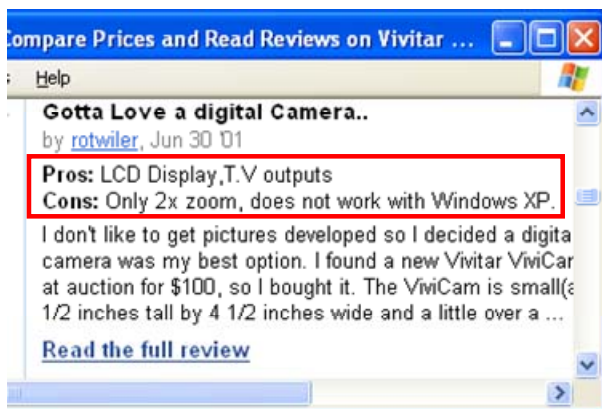 Compare Prices and Read Reviews on Vivitar ...
Help
Gotta Love a digital Camera..
by rotwiler, Jun 30 '01
Pros: LCD Display,T.V outputs
Cons: Only 2x zoom, does not work with Windows XP.
I don't like to get pictures developed so I decided a digita
camera was my best option. I found a new Vivitar ViviCar
at auction for $100, so I bought it. The ViviCam is small(a
1/2 inches tall by 4 1/2 inches wide and a little over a ...
Read the full review